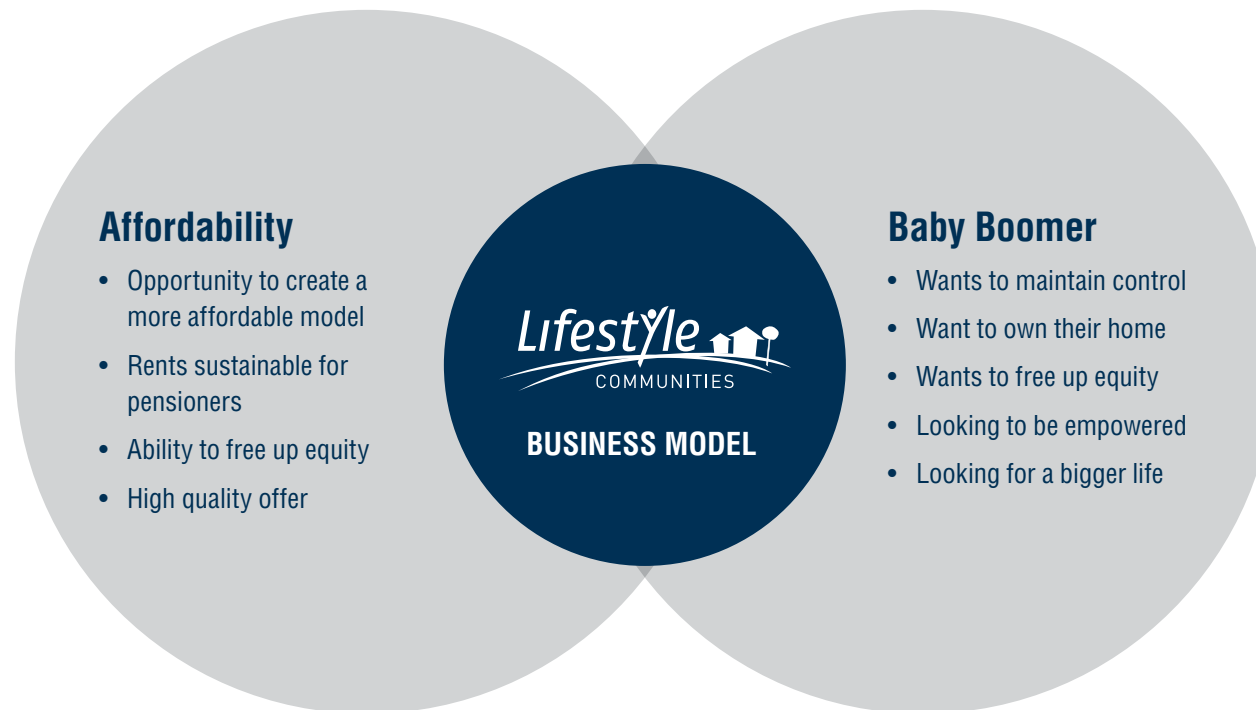 Affordability
• Opportunity to create a
more affordable model
• Rents sustainable for
pensioners
• Ability to free up equity
• High quality offer
Lifestyle
COMMUNITIES
BUSINESS MODEL
Baby Boomer
• Wants to maintain control
• Want to own their home
• Wants to free up equity
• Looking to be empowered
• Looking for a bigger life